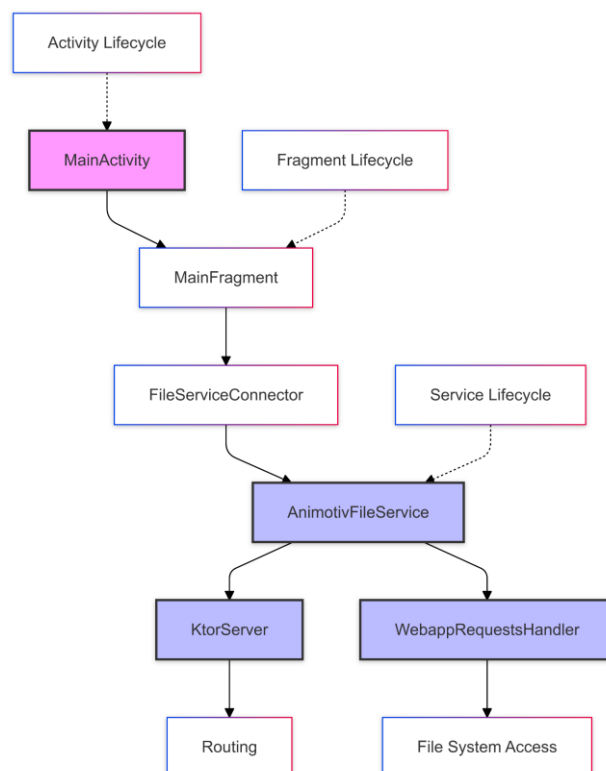 Activity Lifecycle
MainActivity
Fragment Lifecycle
MainFragment
FileServiceConnector
Service Lifecycle
AnimotivFileService
KtorServer
WebappRequestsHandler
Routing
File System Access